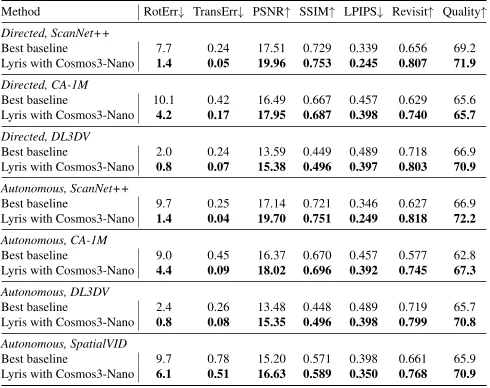 Method RotErr↓ TransErr↓ PSNR↑ SSIM↑ LPIPS↓ Revisit↑ Quality↑
Directed, ScanNet++
Best baseline 7.7 0.24 17.51 0.729 0.339 0.656 69.2
Lyris with Cosmos3-Nano 1.4 0.05 19.96 0.753 0.245 0.807 71.9
Directed, CA-1M
Best baseline 10.1 0.42 16.49 0.667 0.457 0.629 65.6
Lyris with Cosmos3-Nano 4.2 0.17 17.95 0.687 0.398 0.740 65.7
Directed, DL3DV
Best baseline 2.0 0.24 13.59 0.449 0.489 0.718 66.9
Lyris with Cosmos3-Nano 0.8 0.07 15.38 0.496 0.397 0.803 70.9
Autonomous, ScanNet++
Best baseline 9.7 0.25 17.14 0.721 0.346 0.627 66.9
Lyris with Cosmos3-Nano 1.4 0.04 19.70 0.751 0.249 0.818 72.2
Autonomous, CA-1M
Best baseline 9.0 0.45 16.37 0.670 0.457 0.577 62.8
Lyris with Cosmos3-Nano 4.4 0.09 18.02 0.696 0.392 0.745 67.3
Autonomous, DL3DV
Best baseline 2.4 0.26 13.48 0.448 0.489 0.719 65.7
Lyris with Cosmos3-Nano 0.8 0.08 15.35 0.496 0.398 0.799 70.8
Autonomous, SpatialVID
Best baseline 9.7 0.78 15.20 0.571 0.398 0.661 65.9
Lyris with Cosmos3-Nano 6.1 0.51 16.63 0.589 0.350 0.768 70.9